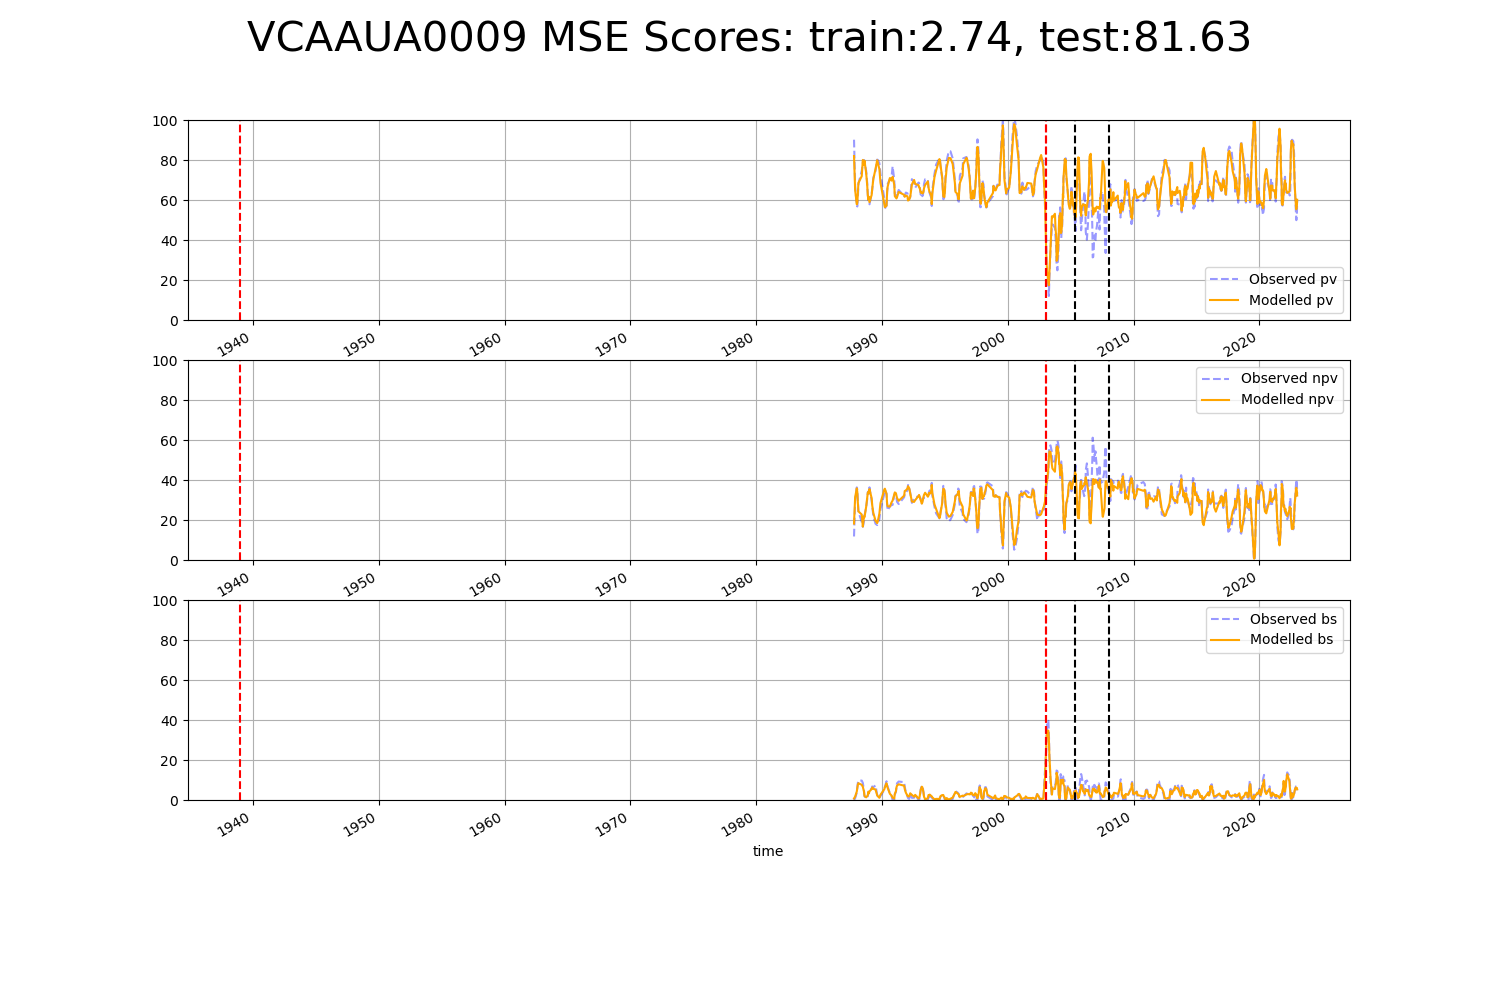 VCAAUA0009 MSE Scores: train:2.74, test:81.63
100
80
60
40
20
0
Observed pv
Modelled pv
1940 1950 1960 1970 1980 1990 2000 2010 2020
100
80
60
40
20
0
Observed npv
Modelled npv
1940 1950 1960 1970 1980 1990 2000 2010 2020
100
80
60
40
20
0
Observed bs
Modelled bs
1940 1950 1960 1970 1980 1990 2000 2010 2020
time